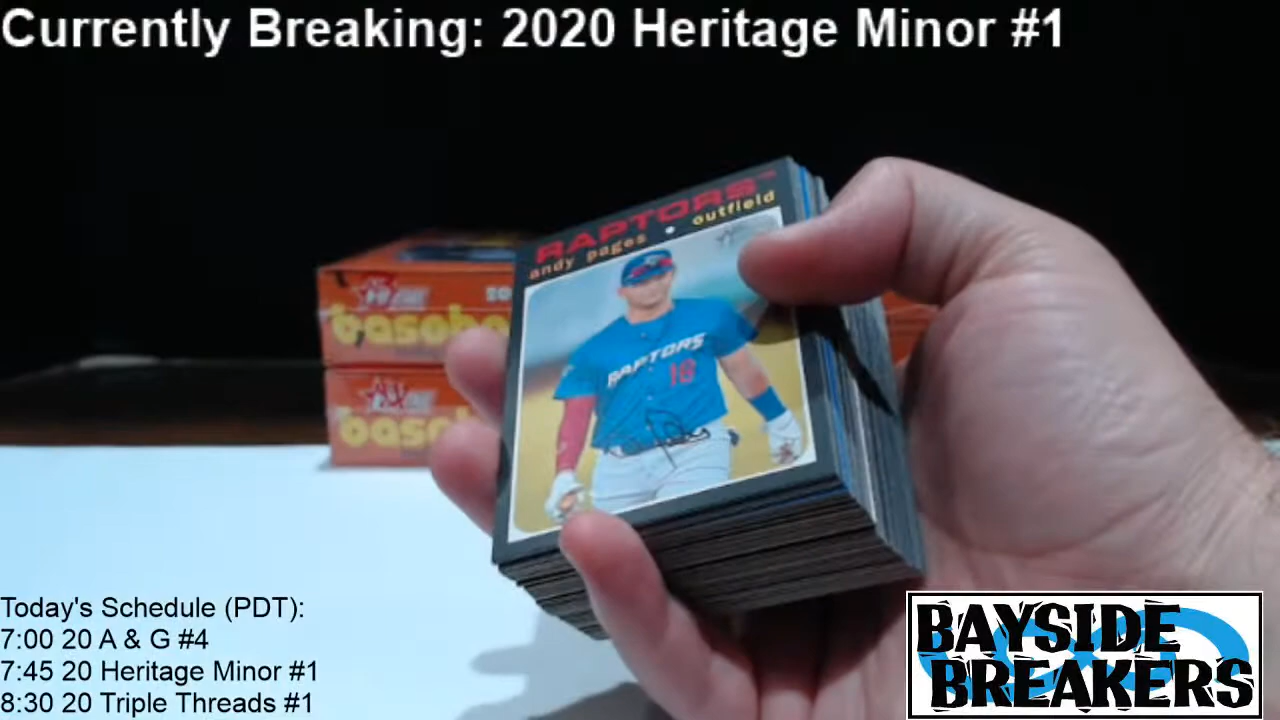 Currently Breaking: 2020 Heritage Minor #1
RAPTORS™
andy pages • outfield
RAPTORS
Today's Schedule (PDT):
7:00 20 A & G #4
7:45 20 Heritage Minor #1
8:30 20 Triple Threads #1
BAYSIDE
BREAKERS